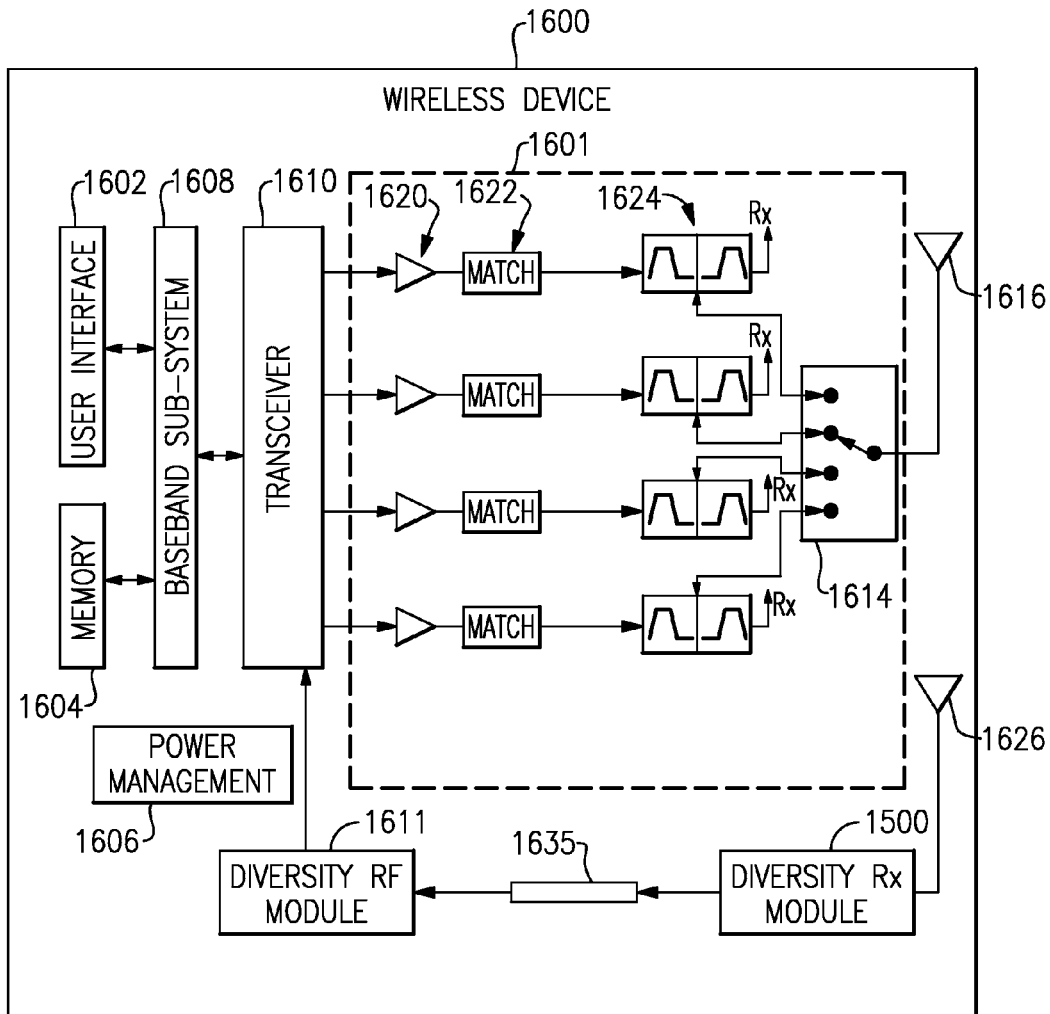 1600
WIRELESS DEVICE
1601
1602
1608
1610
1620
1622
1624
Rx
USER INTERFACE
BASEBAND SUB-SYSTEM
TRANSCEIVER
MATCH
1616
Rx
MATCH
MEMORY
MATCH
Rx
1614
MATCH
Rx
1604
1626
POWER
MANAGEMENT
1606
1611
1635
1500
DIVERSITY RF
MODULE
DIVERSITY Rx
MODULE